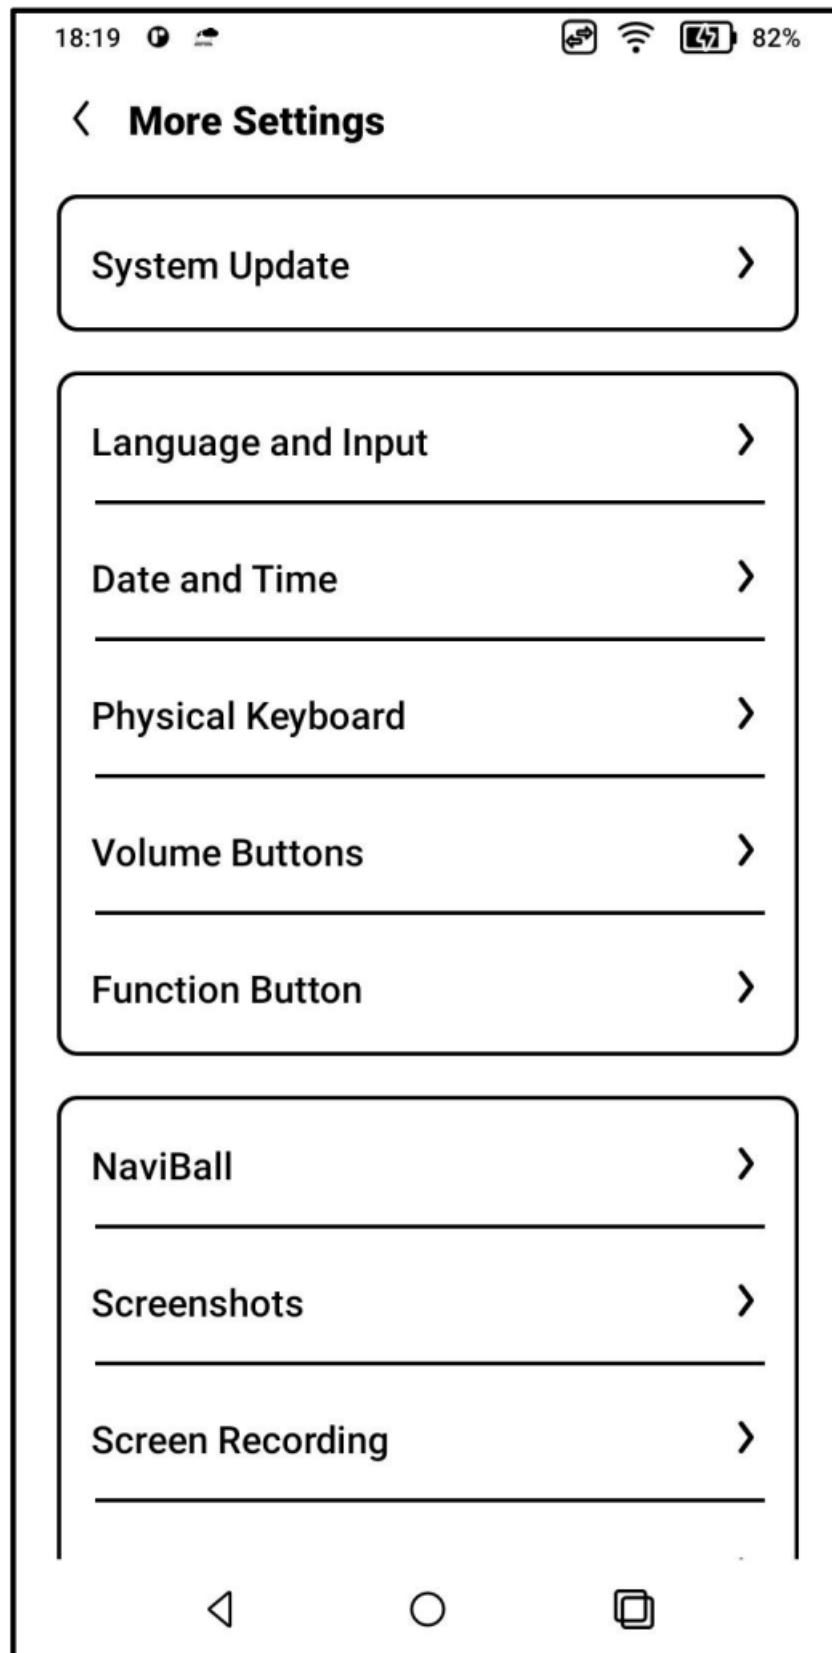 18:19
82%
More Settings
System Update
Language and Input
Date and Time
Physical Keyboard
Volume Buttons
Function Button
NaviBall
Screenshots
Screen Recording